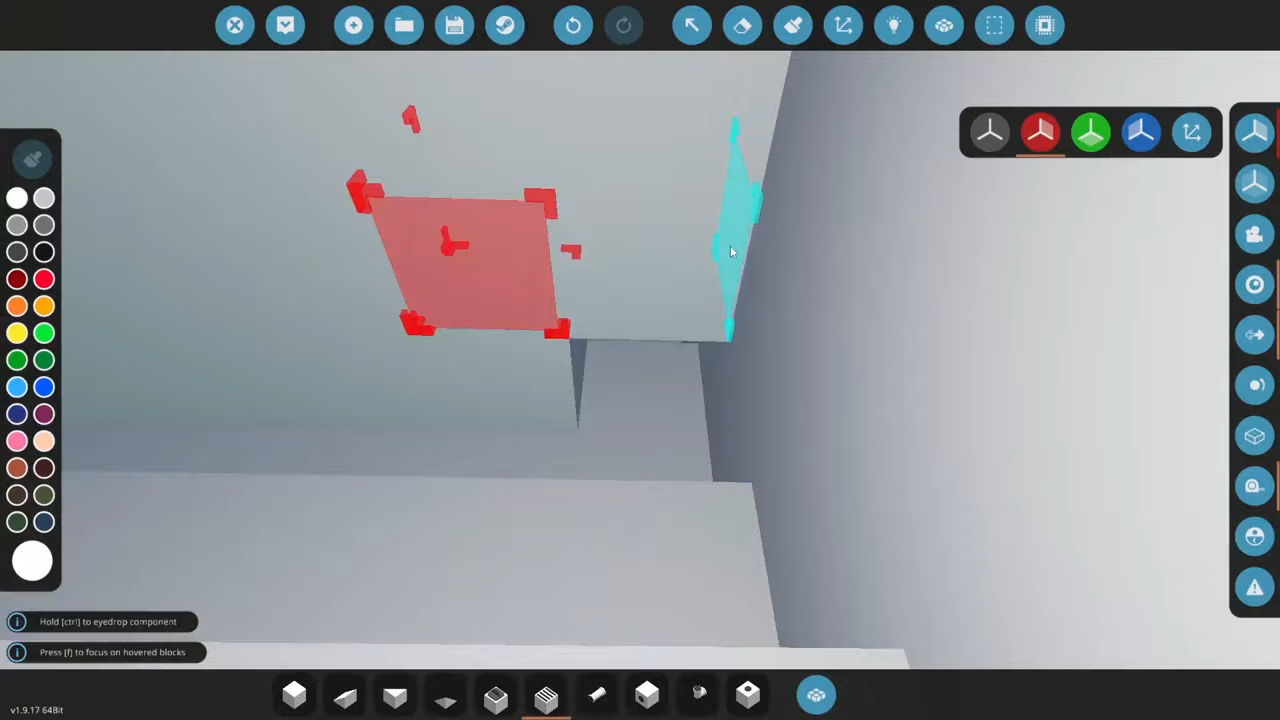 Hold [ctrl] to eyedrop component
Press [f] to focus on hovered blocks
v1.9.17 64Bit